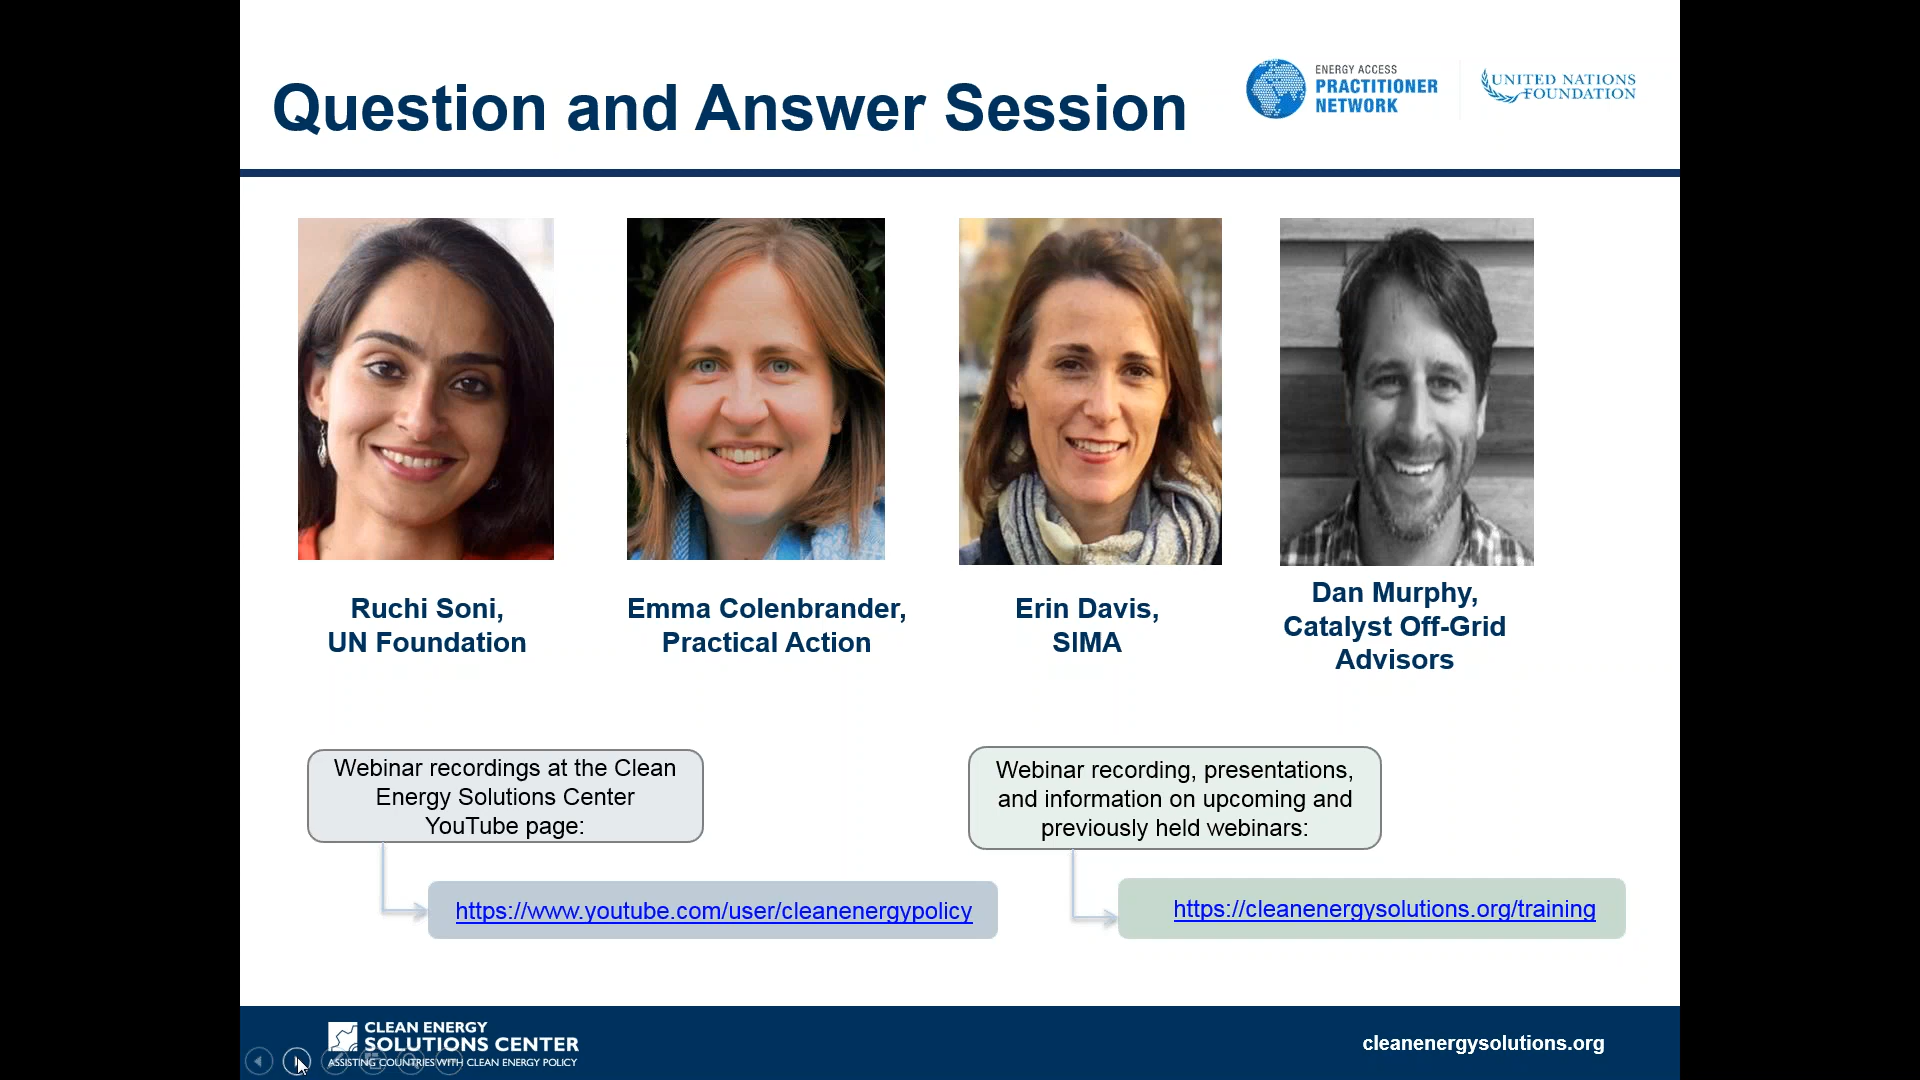 Question and Answer Session
ENERGY ACCESS
PRACTITIONER
NETWORK
UNITED NATIONS
FOUNDATION
Ruchi Soni,
UN Foundation
Emma Colenbrander,
Practical Action
Erin Davis,
SIMA
Dan Murphy,
Catalyst Off-Grid
Advisors
Webinar recordings at the Clean
Energy Solutions Center
YouTube page:
https://www.youtube.com/user/cleanenergypolicy
Webinar recording, presentations,
and information on upcoming and
previously held webinars:
https://cleanenergysolutions.org/training
CLEAN ENERGY
SOLUTIONS CENTER
ASSISTING COUNTRIES WITH CLEAN ENERGY POLICY
cleanenergysolutions.org